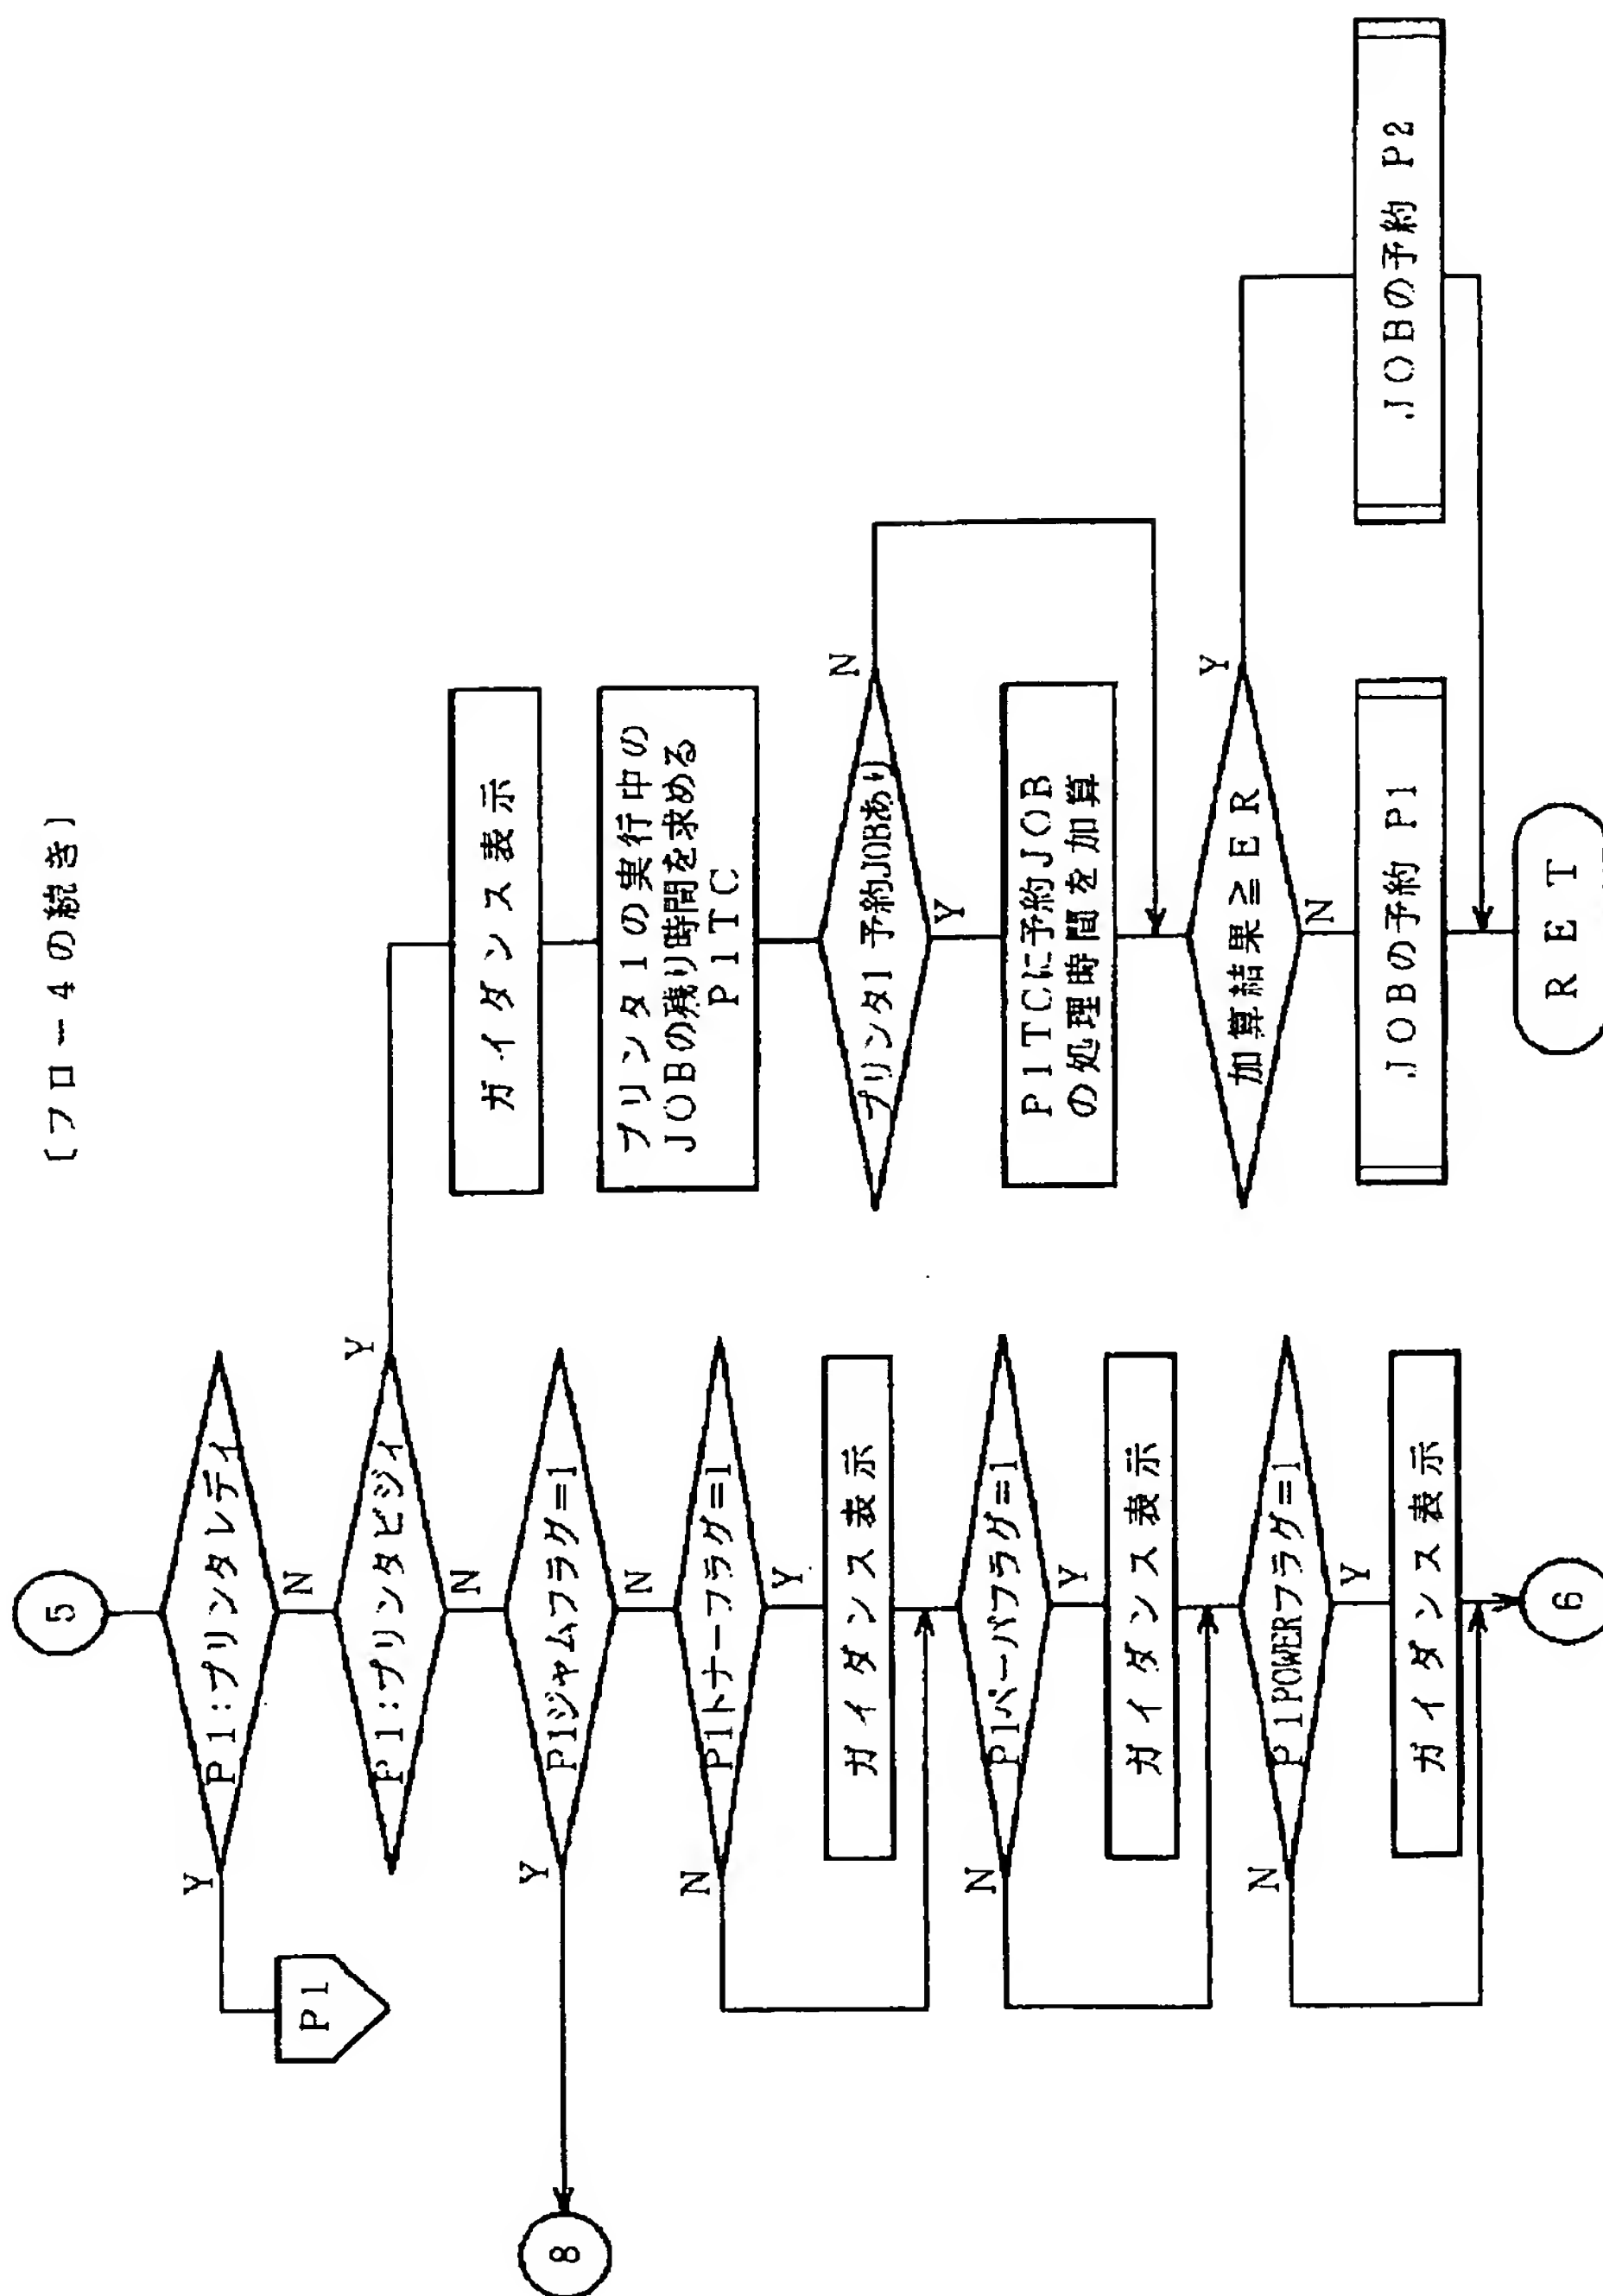 〔フロー4の続き〕
5
P1:プリンタレディ
Y
N
P1
P1:プリンタビジィ
Y
N
P1ジャムフラグ=1
Y
N
8
P1トナーフラグ=1
N
Y
ガイダンス表示
P1ペーパフラグ=1
N
Y
ガイダンス表示
P1POWERフラグ=1
N
Y
ガイダンス表示
6
ガイダンス表示
プリンタ1の実行中の
JOBの残り時間を求める
P1TC
プリンタ1予約JOBあり
N
Y
P1TCに予約JOB
の処理時間を加算
加算結果≧ER
Y
N
JOBの予約 P1
JOBの予約 P2
RET